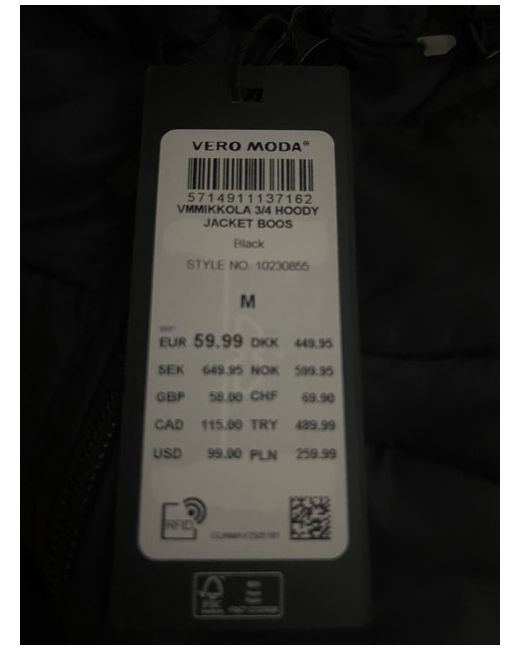 VERO MODA®
5714911137162
VMMIKKOLA 3/4 HOODY
JACKET BOOS
Black
STYLE NO. 10230855
M
EUR 59.99 DKK 449.95
SEK 649.95 NOK 599.95
GBP 58.00 CHF 69.90
CAD 115.00 TRY 489.99
USD 99.00 PLN 259.99
RFID
FSC